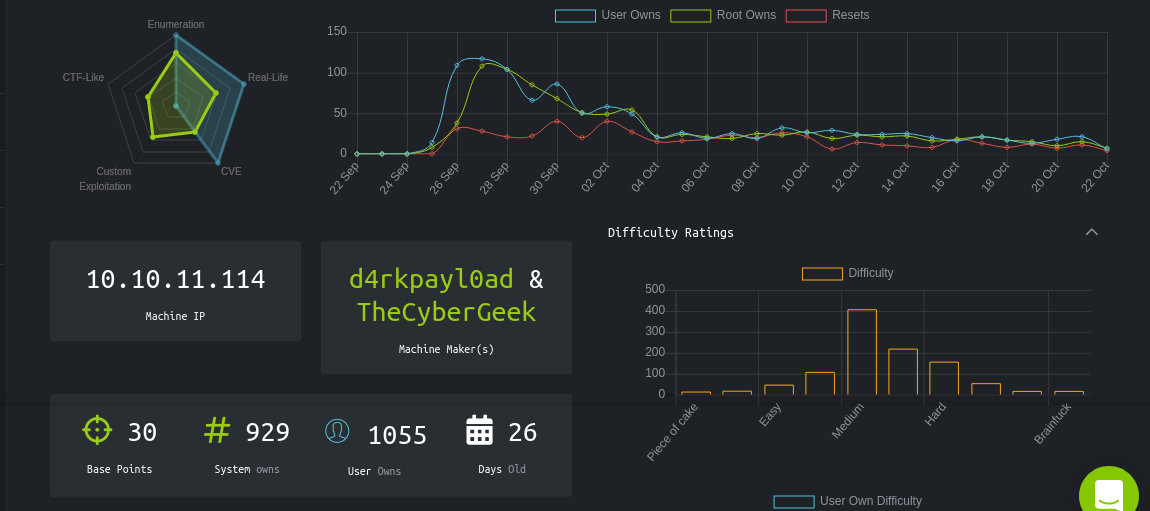 Enumeration
CTF-Like
Real-Life
Custom
Exploitation
CVE
User Owns
Root Owns
Resets
150
100
50
0
22 Sep
24 Sep
26 Sep
28 Sep
30 Sep
02 Oct
04 Oct
06 Oct
08 Oct
10 Oct
12 Oct
14 Oct
16 Oct
18 Oct
20 Oct
22 Oct
10.10.11.114
Machine IP
d4rkpayl0ad &
TheCyberGeek
Machine Maker(s)
30
Base Points
929
System owns
1055
User Owns
26
Days Old
Difficulty Ratings
Difficulty
500
400
300
200
100
0
Piece of cake
Easy
Medium
Hard
Brainfuck
User Own Difficulty